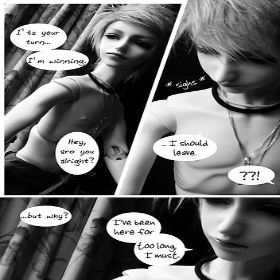 I'ts your
turn...
I'm winning.
Hey,
are you
alright?
* sighs *
.. I should
leave.
??!
...but why?
I've been
here for
too long,
I must